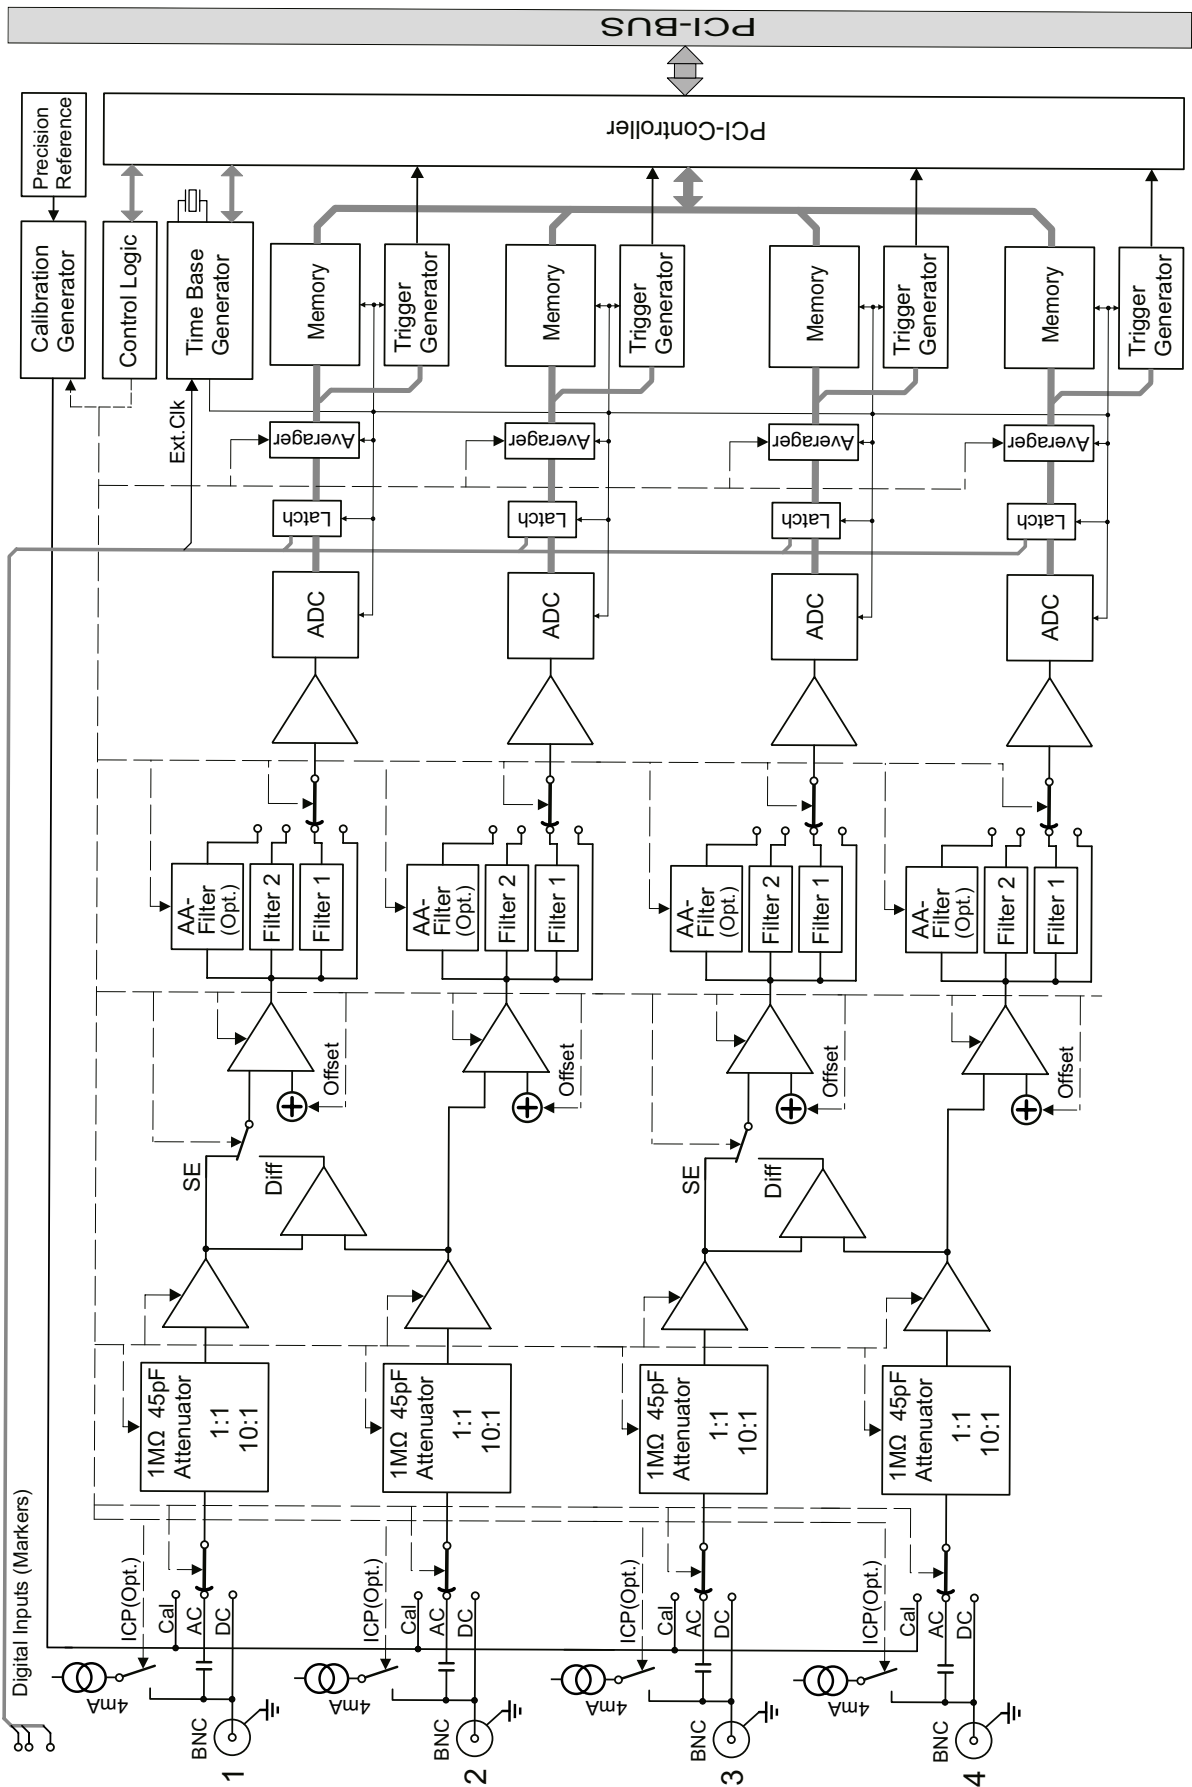 PCI-BUS
PCI-Controller
Precision
Reference
Calibration
Generator
Control Logic
Time Base
Generator
Ext.Clk
Memory
Trigger
Generator
Memory
Trigger
Generator
Memory
Trigger
Generator
Memory
Trigger
Generator
Averager
Averager
Averager
Averager
Latch
Latch
Latch
Latch
ADC
ADC
ADC
ADC
AA-
Filter
(Opt.)
Filter 2
Filter 1
AA-
Filter
(Opt.)
Filter 2
Filter 1
AA-
Filter
(Opt.)
Filter 2
Filter 1
AA-
Filter
(Opt.)
Filter 2
Filter 1
Offset
Offset
Offset
Offset
SE
Diff
SE
Diff
1MΩ 45pF
Attenuator
1:1
10:1
1MΩ 45pF
Attenuator
1:1
10:1
1MΩ 45pF
Attenuator
1:1
10:1
1MΩ 45pF
Attenuator
1:1
10:1
Digital Inputs (Markers)
ICP(Opt.)
Cal
AC
DC
ICP(Opt.)
Cal
AC
DC
ICP(Opt.)
Cal
AC
DC
ICP(Opt.)
Cal
AC
DC
4mA
4mA
4mA
4mA
BNC
BNC
BNC
BNC
1
2
3
4